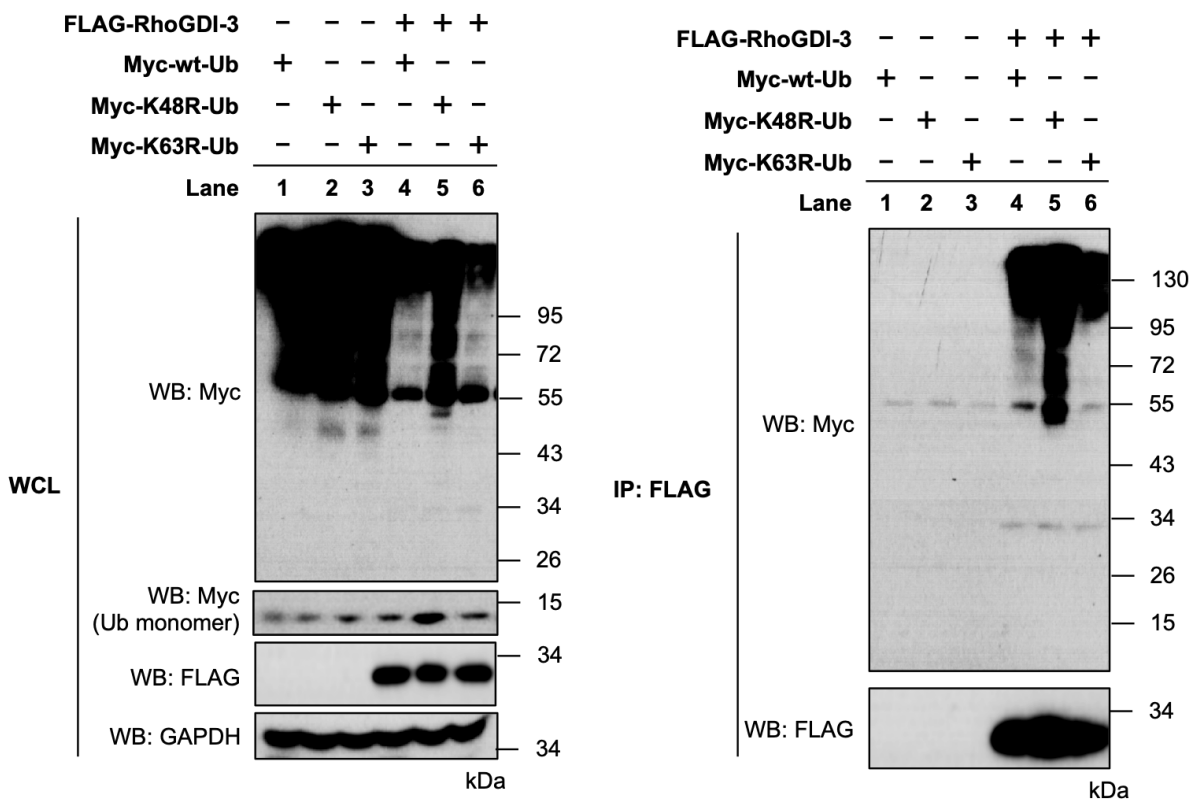 FLAG-RhoGDI-3 − − − + + +
Myc-wt-Ub + − − + − −
Myc-K48R-Ub − + − − + −
Myc-K63R-Ub − − + − − +
Lane 1 2 3 4 5 6
WCL
WB: Myc
95
72
55
43
34
26
WB: Myc
(Ub monomer)
15
WB: FLAG
34
WB: GAPDH
34
kDa
FLAG-RhoGDI-3 − − − + + +
Myc-wt-Ub + − − + − −
Myc-K48R-Ub − + − − + −
Myc-K63R-Ub − − + − − +
Lane 1 2 3 4 5 6
IP: FLAG
WB: Myc
130
95
72
55
43
34
26
15
WB: FLAG
34
kDa